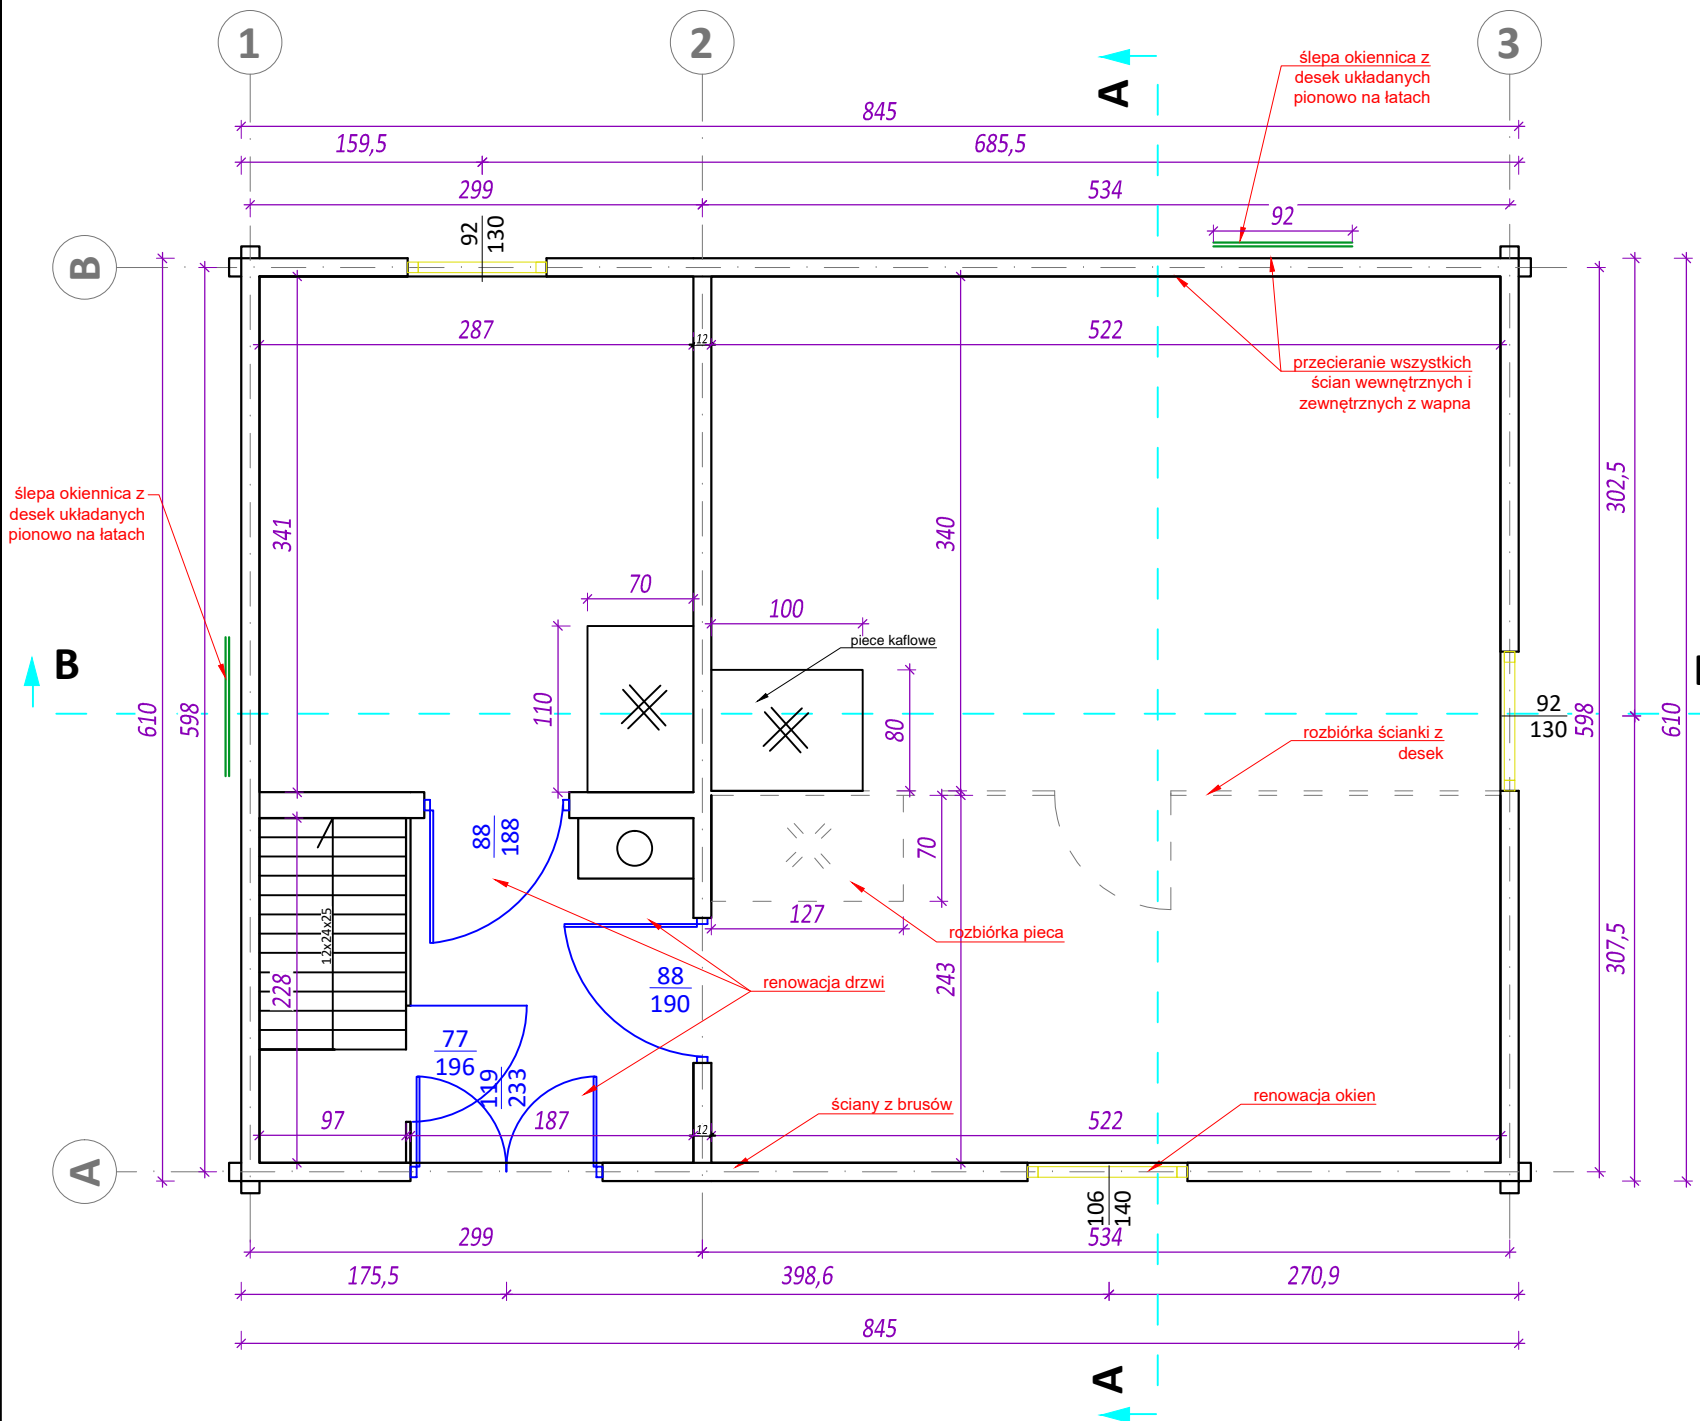 1
2
3
A
ślepa okiennica z
desek układanych
pionowo na łatach
845
159,5
685,5
299
534
92
92
130
B
287
12
522
przecieranie wszystkich
ścian wewnętrznych i
zewnętrznych z wapna
ślepa okiennica z
desek układanych
pionowo na łatach
341
340
302,5
70
100
piece kaflowe
B
110
80
610
598
92
130
598
610
rozbiórka ścianki z
desek
88
188
70
127
rozbiórka pieca
12x24x25
228
88
190
renowacja drzwi
243
307,5
77
196
119
233
97
187
12
522
ściany z brusów
renowacja okien
A
106
140
299
534
175,5
398,6
270,9
845
A